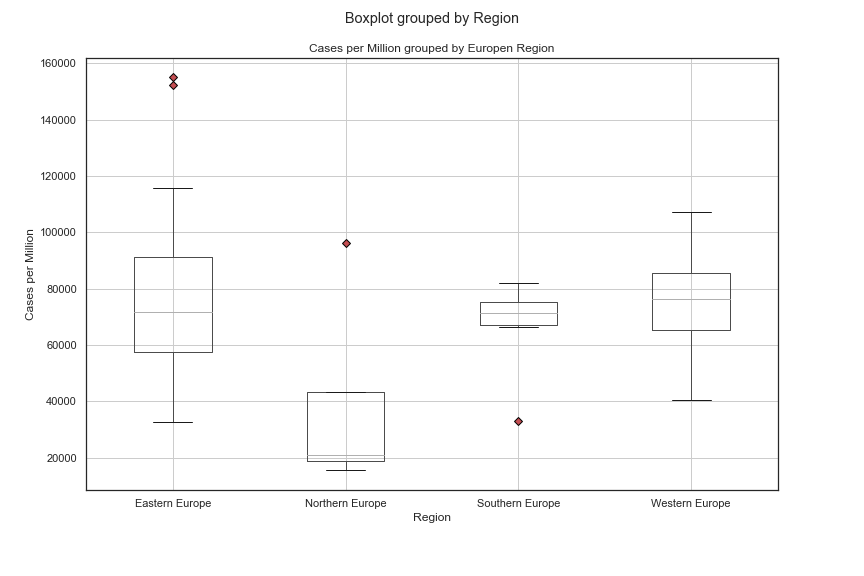 Boxplot grouped by Region
Cases per Million grouped by Europen Region
160000
140000
120000
100000
80000
60000
40000
20000
Cases per Million
Eastern Europe
Northern Europe
Southern Europe
Western Europe
Region